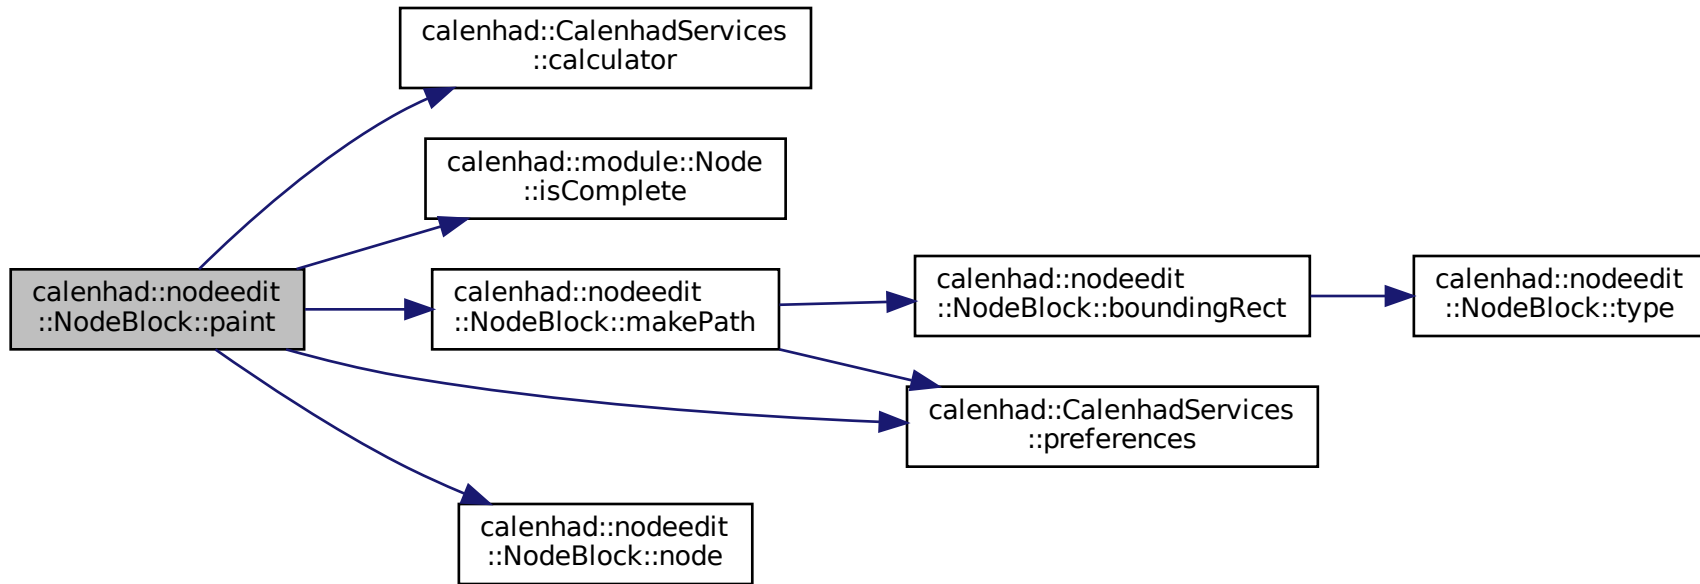 calenhad::CalenhadServices
::calculator
calenhad::module::Node
::isComplete
calenhad::nodeedit
::NodeBlock::paint
calenhad::nodeedit
::NodeBlock::makePath
calenhad::nodeedit
::NodeBlock::boundingRect
calenhad::nodeedit
::NodeBlock::type
calenhad::CalenhadServices
::preferences
calenhad::nodeedit
::NodeBlock::node